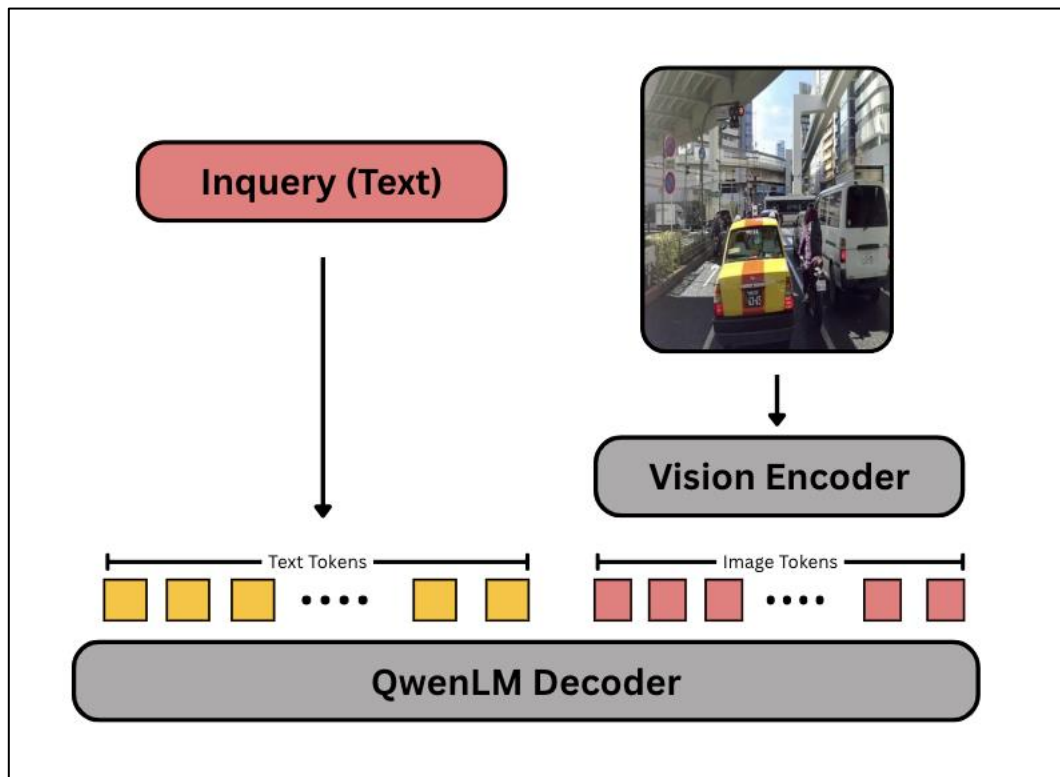 Inquery (Text)
Vision Encoder
Text Tokens
Image Tokens
QwenLM Decoder